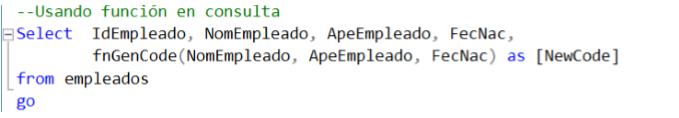 --Usando función en consulta
Select IdEmpleado, NomEmpleado, ApeEmpleado, FecNac,
fnGenCode(NomEmpleado, ApeEmpleado, FecNac) as [NewCode]
from empleados
go